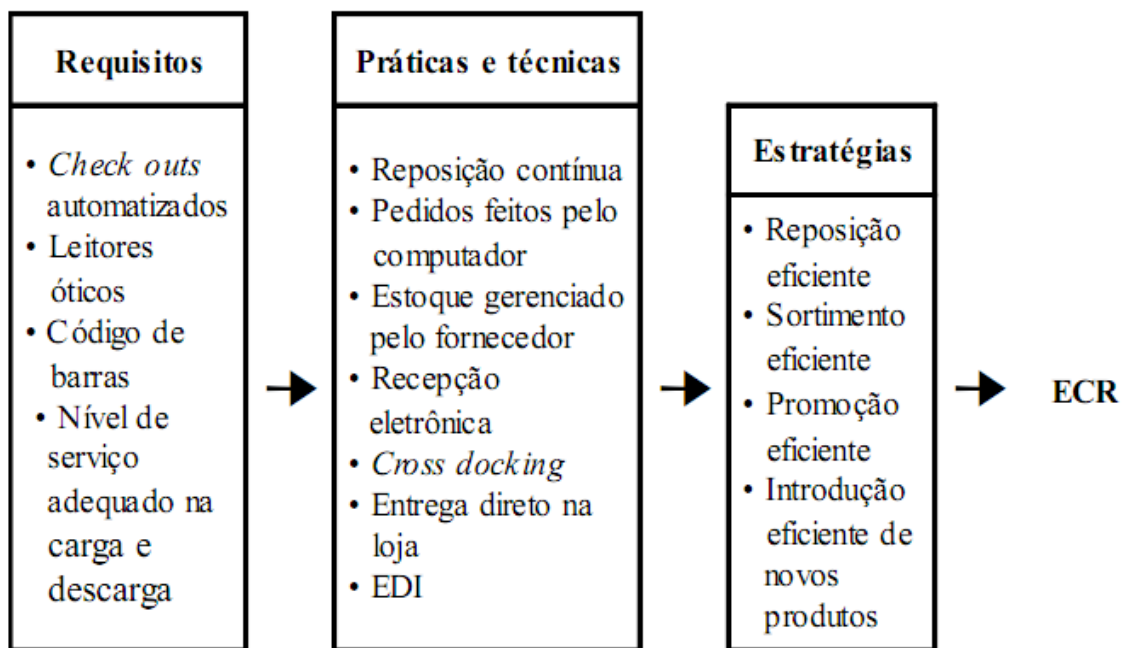 Requisitos
• Check outs
automatizados
• Leitores
óticos
• Código de
barras
• Nível de
serviço
adequado na
carga e
descarga
Práticas e técnicas
• Reposição contínua
• Pedidos feitos pelo
computador
• Estoque gerenciado
pelo fornecedor
• Recepção
eletrônica
• Cross docking
• Entrega direto na
loja
• EDI
Estratégias
• Reposição
eficiente
• Sortimento
eficiente
• Promoção
eficiente
• Introdução
eficiente de
novos
produtos
ECR